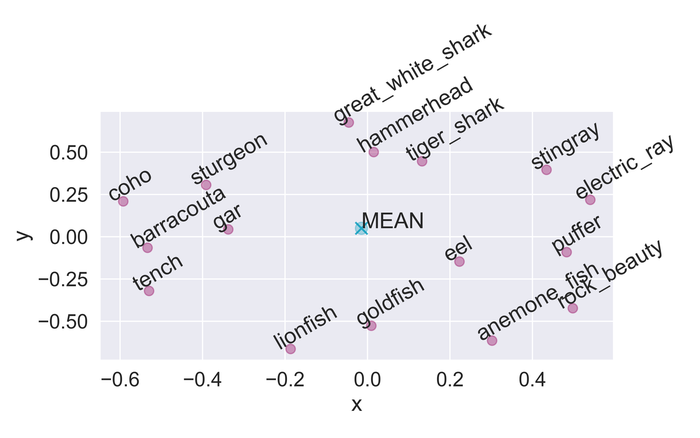 great_white_shark
hammerhead
tiger_shark
stingray
electric_ray
sturgeon
coho
barracouta
gar
MEAN
puffer
eel
tench
anemone_fish
rock_beauty
goldfish
lionfish
0.50
0.25
0.00
−0.25
−0.50
y
−0.6
−0.4
−0.2
0.0
0.2
0.4
x